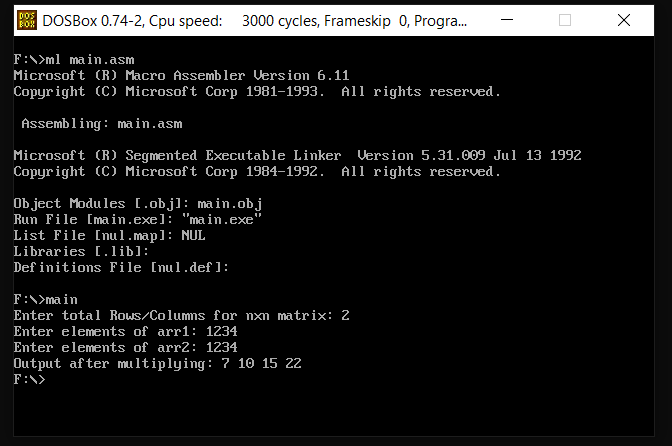 DOS
BOX
DOSBox 0.74-2, Cpu speed: 3000 cycles, Frameskip 0, Progra...
F:\>ml main.asm
Microsoft (R) Macro Assembler Version 6.11
Copyright (C) Microsoft Corp 1981-1993.  All rights reserved.
 Assembling: main.asm
Microsoft (R) Segmented Executable Linker  Version 5.31.009 Jul 13 1992
Copyright (C) Microsoft Corp 1984-1992.  All rights reserved.
Object Modules [.obj]: main.obj
Run File [main.exe]: "main.exe"
List File [nul.map]: NUL
Libraries [.lib]:
Definitions File [nul.def]:
F:\>main
Enter total Rows/Columns for nxn matrix: 2
Enter elements of arr1: 1234
Enter elements of arr2: 1234
Output after multiplying: 7 10 15 22
F:\>